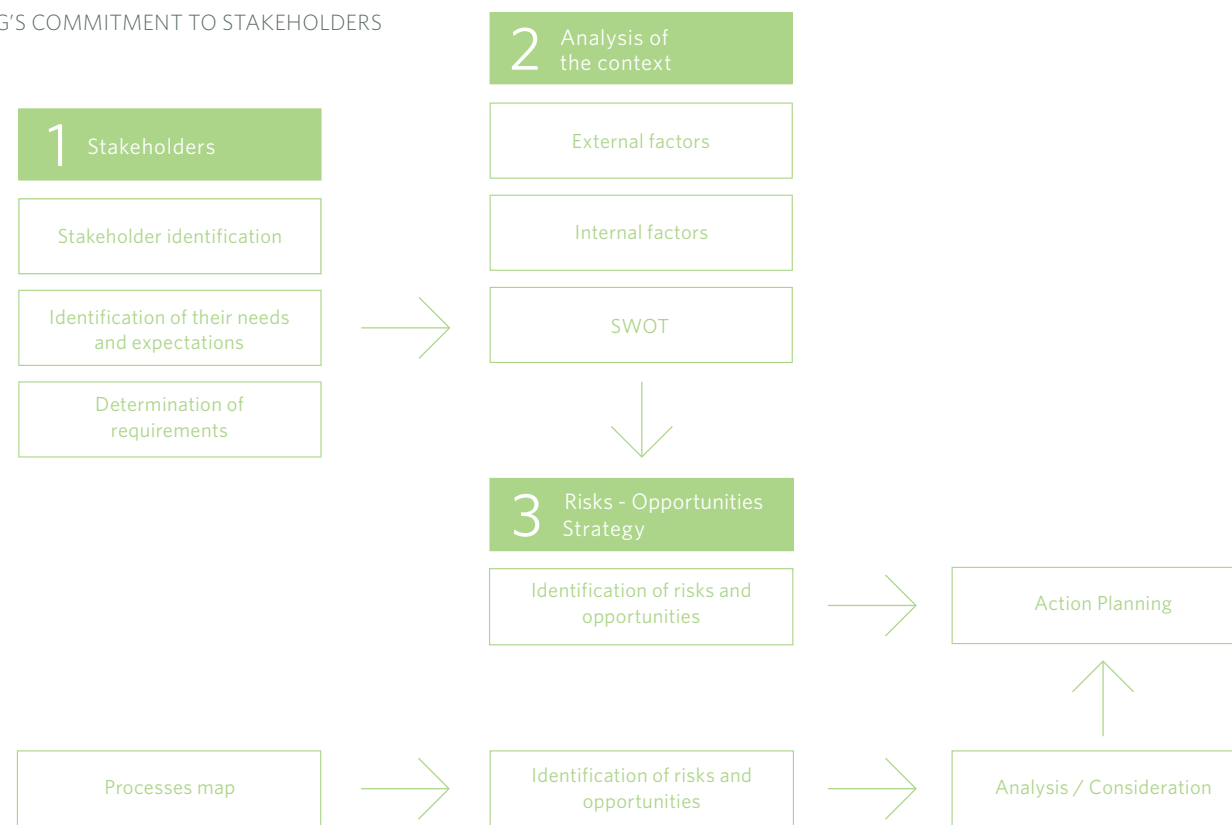 G'S COMMITMENT TO STAKEHOLDERS
1 Stakeholders
Stakeholder identification
Identification of their needs
and expectations
Determination of
requirements
2 Analysis of
the context
External factors
Internal factors
SWOT
3 Risks - Opportunities
Strategy
Identification of risks and
opportunities
Action Planning
Processes map
Identification of risks and
opportunities
Analysis / Consideration